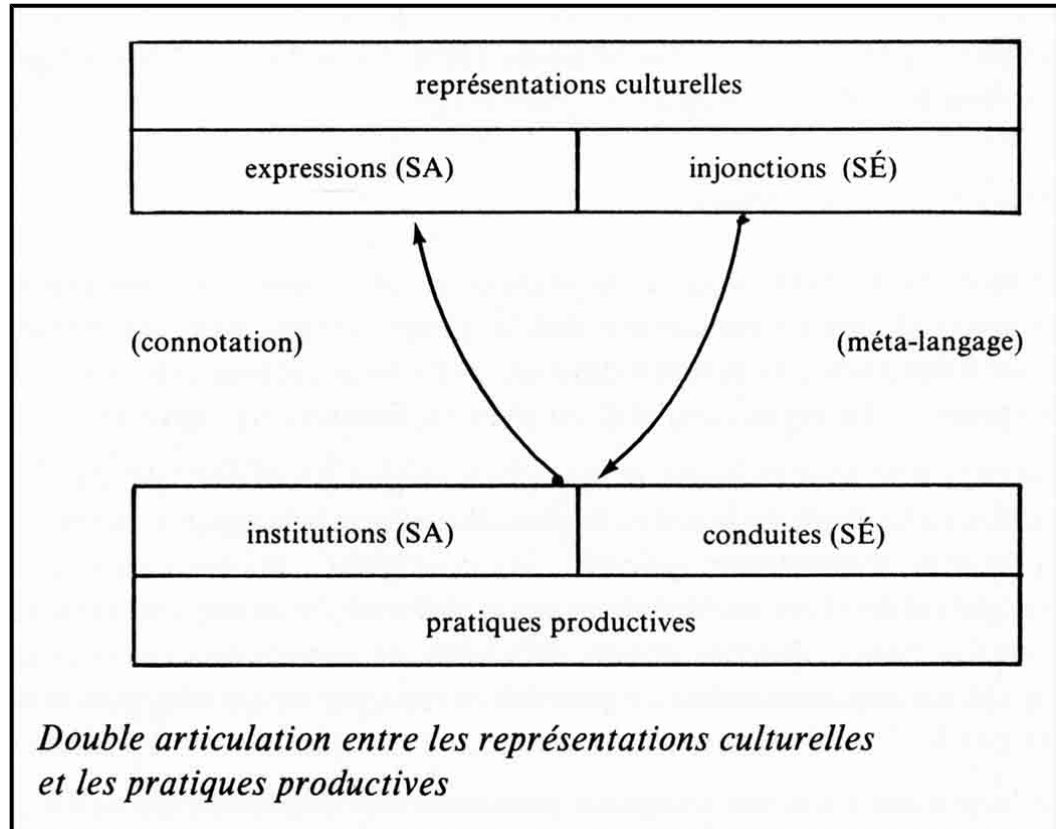 représentations culturelles
expressions (SA) injonctions (SÉ)
(connotation) (méta-langage)
institutions (SA) conduites (SÉ)
pratiques productives
Double articulation entre les représentations culturelles
et les pratiques productives